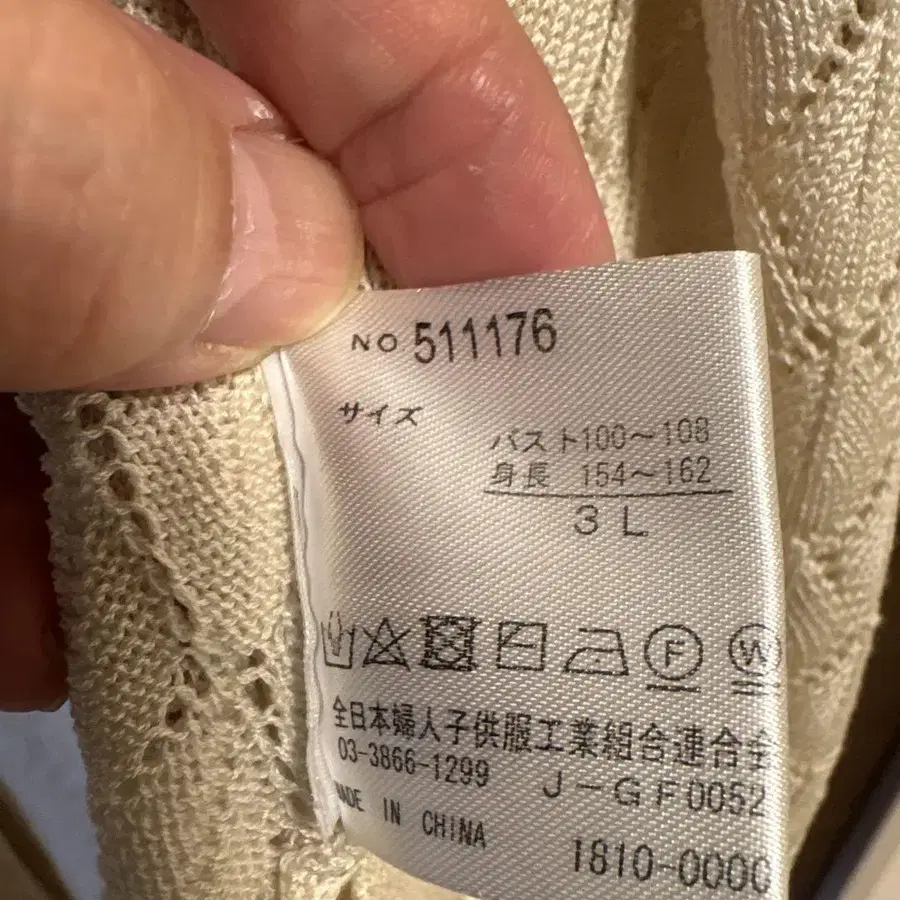 NO 511176
サイズ
バスト100～108
身長 154～162
3L
F W
全日本婦人子供服工業組合連合会
03-3866-1299 J-GF0052
MADE IN CHINA
1810-0000